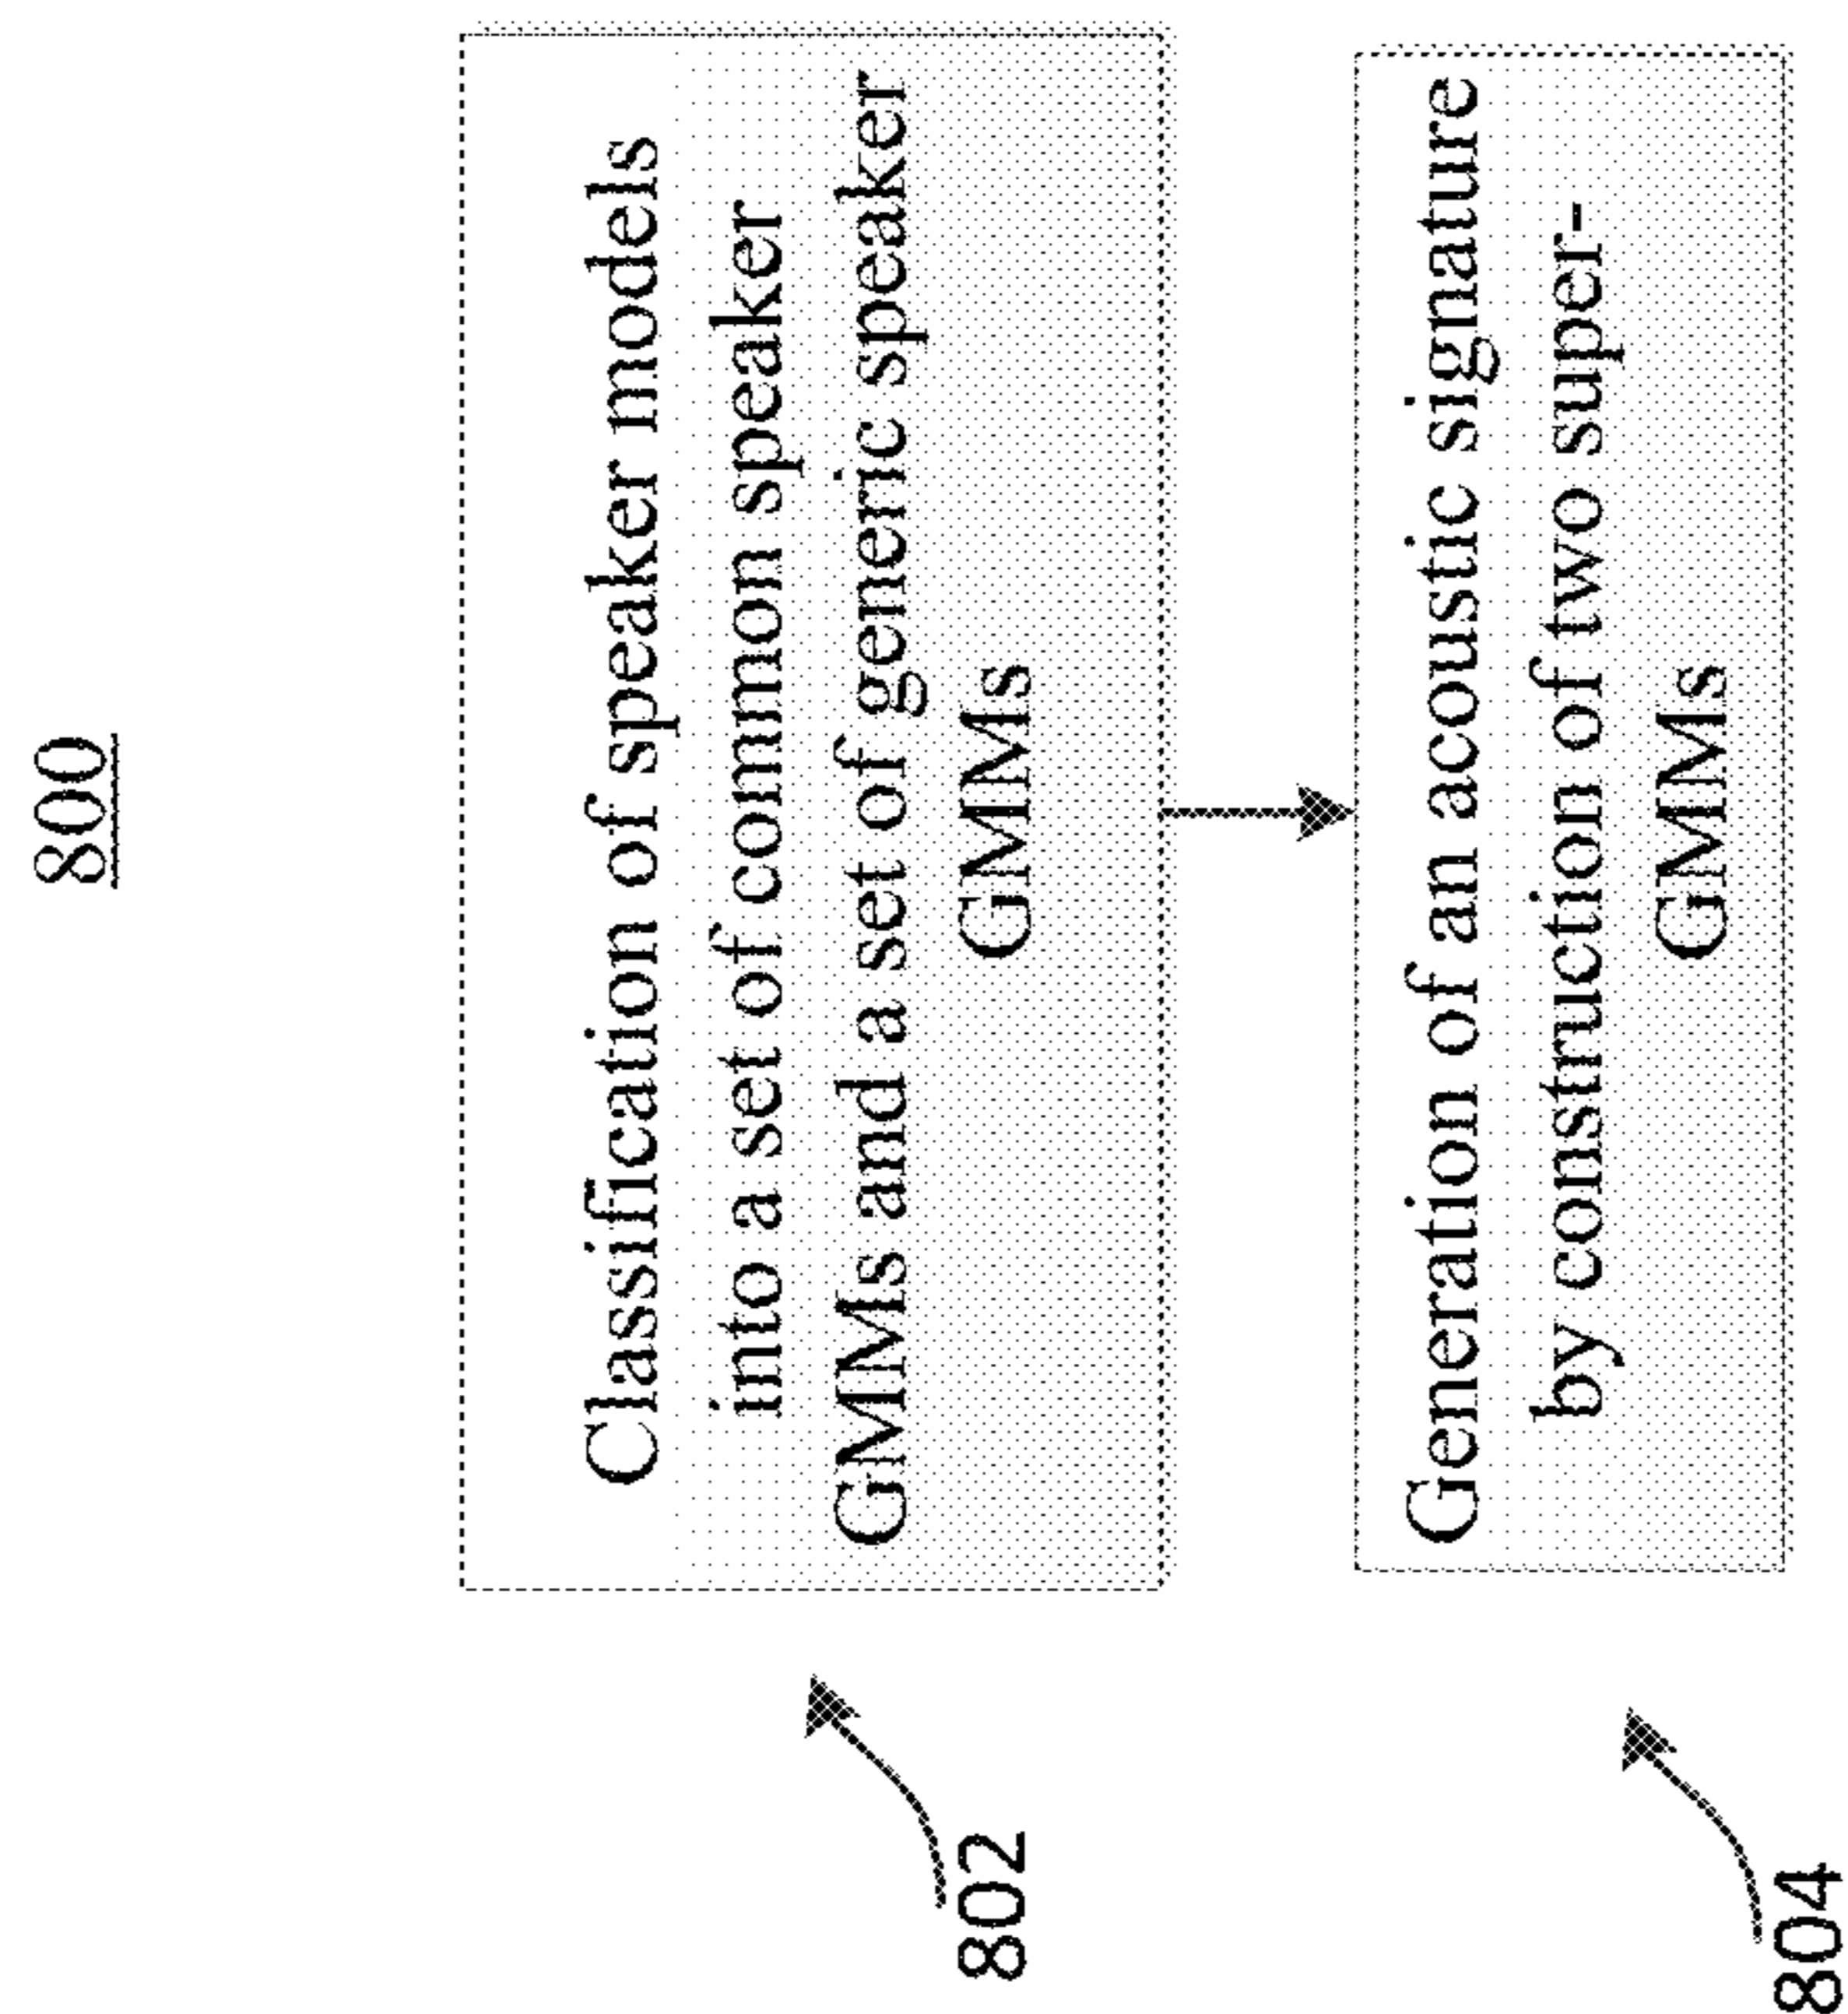 800
Classification of speaker models
into a set of common speaker
GMMs and a set of generic speaker
GMMs
802
Generation of an acoustic signature
by construction of two super-
GMMs
804